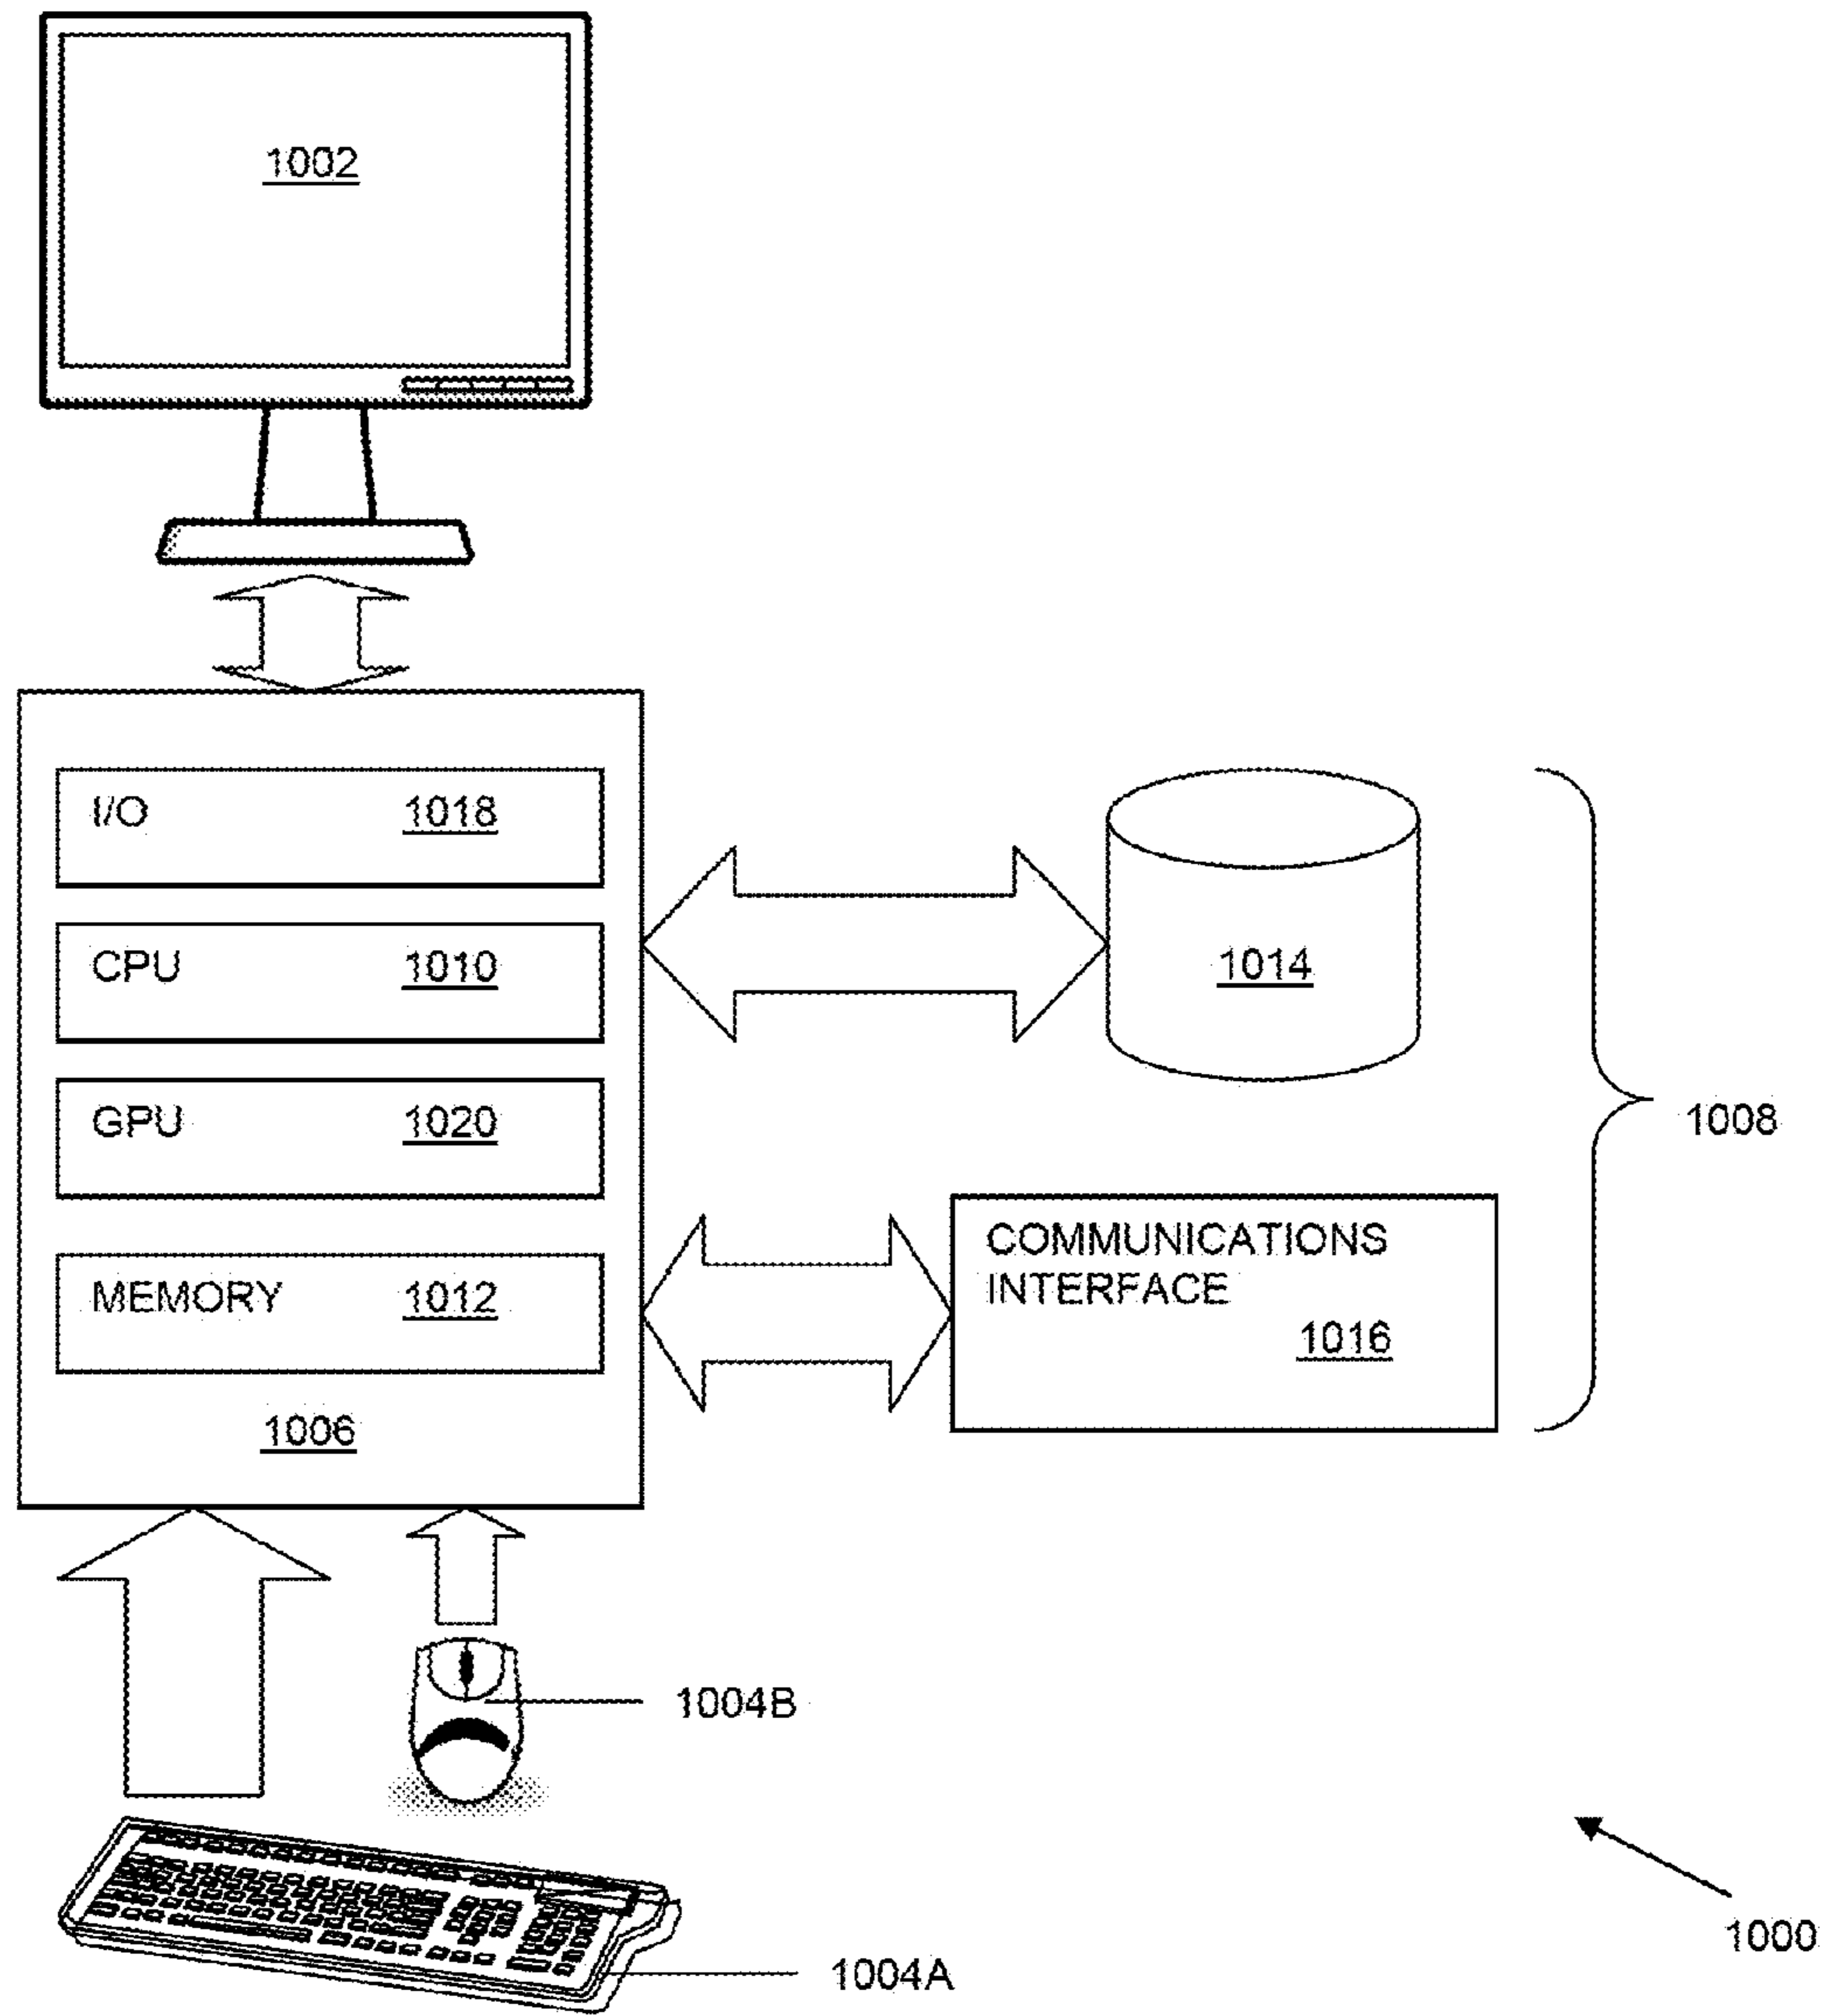 1002
I/O 1018
CPU 1010
GPU 1020
MEMORY 1012
1006
1014
COMMUNICATIONS
INTERFACE
1016
1008
1004B
1004A
1000